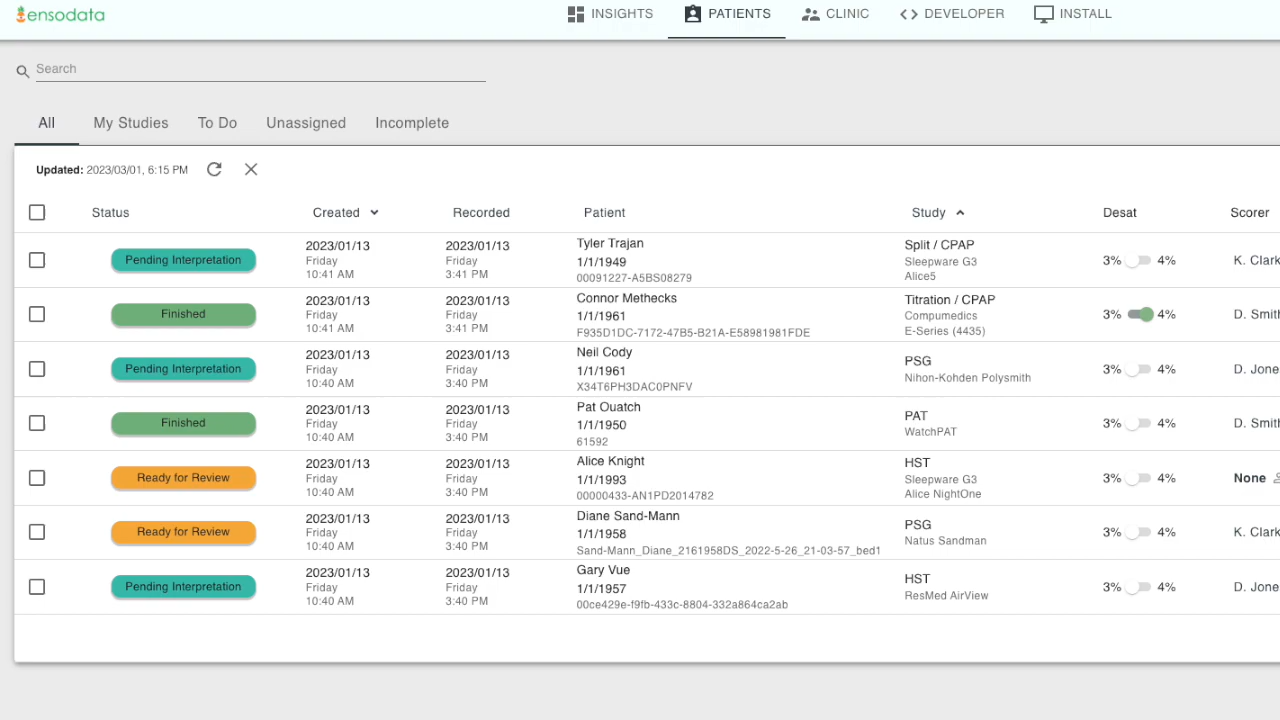 ensodata
INSIGHTS PATIENTS CLINIC DEVELOPER INSTALL
Search
All My Studies To Do Unassigned Incomplete
Updated: 2023/03/01, 6:15 PM
Status Created Recorded Patient Study Desat Scorer
Pending Interpretation
2023/01/13
Friday
10:41 AM
2023/01/13
Friday
3:41 PM
Tyler Trajan
1/1/1949
00091227-A5BS08279
Split / CPAP
Sleepware G3
Alice5
3% 4%
K. Clark
Finished
2023/01/13
Friday
10:41 AM
2023/01/13
Friday
3:41 PM
Connor Methecks
1/1/1961
F935D1DC-7172-47B5-B21A-E58981981FDE
Titration / CPAP
Compumedics
E-Series (4435)
3% 4%
D. Smith
Pending Interpretation
2023/01/13
Friday
10:40 AM
2023/01/13
Friday
3:40 PM
Neil Cody
1/1/1961
X34T6PH3DAC0PNFV
PSG
Nihon-Kohden Polysmith
3% 4%
D. Jone
Finished
2023/01/13
Friday
10:40 AM
2023/01/13
Friday
3:40 PM
Pat Ouatch
1/1/1950
61592
PAT
WatchPAT
3% 4%
D. Smith
Ready for Review
2023/01/13
Friday
10:40 AM
2023/01/13
Friday
3:40 PM
Alice Knight
1/1/1993
00000433-AN1PD2014782
HST
Sleepware G3
Alice NightOne
3% 4%
None
Ready for Review
2023/01/13
Friday
10:40 AM
2023/01/13
Friday
3:40 PM
Diane Sand-Mann
1/1/1958
Sand-Mann_Diane_2161958DS_2022-5-26_21-03-57_bed1
PSG
Natus Sandman
3% 4%
K. Clark
Pending Interpretation
2023/01/13
Friday
10:40 AM
2023/01/13
Friday
3:40 PM
Gary Vue
1/1/1957
00ce429e-f9fb-433c-8804-332a864ca2ab
HST
ResMed AirView
3% 4%
D. Jone